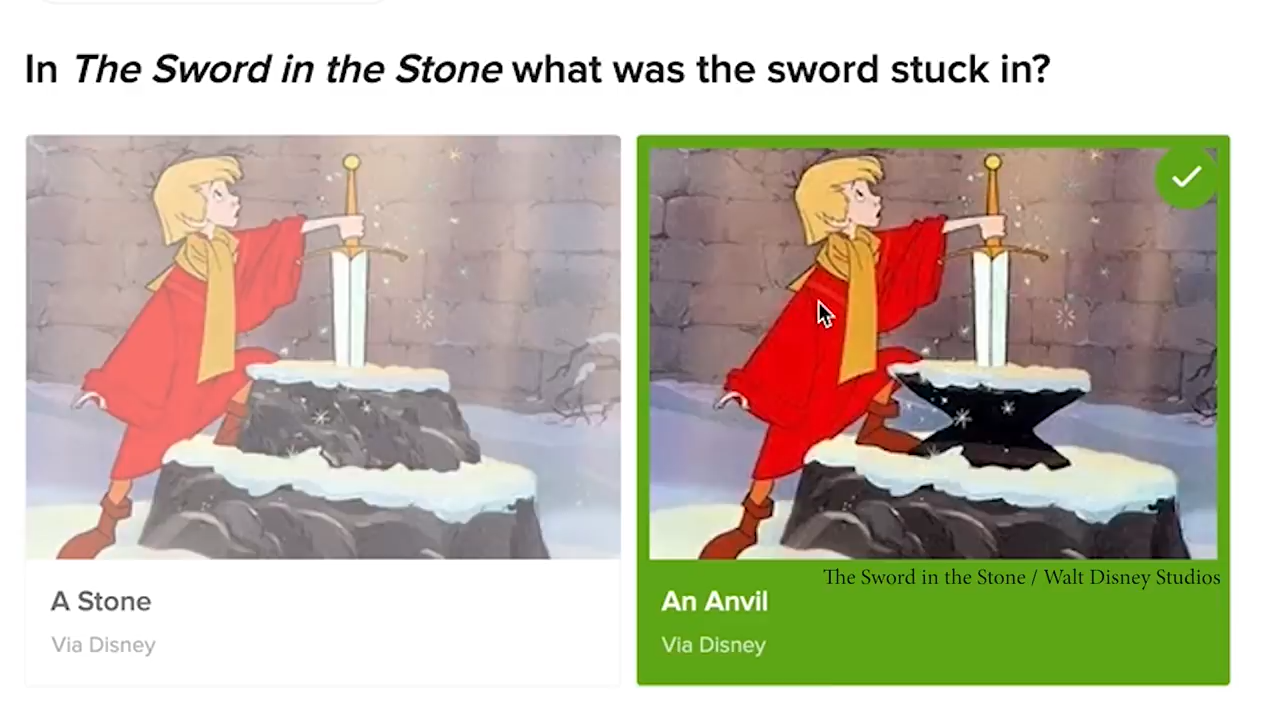 In The Sword in the Stone what was the sword stuck in?
The Sword in the Stone / Walt Disney Studios
A Stone
An Anvil
Via Disney
Via Disney